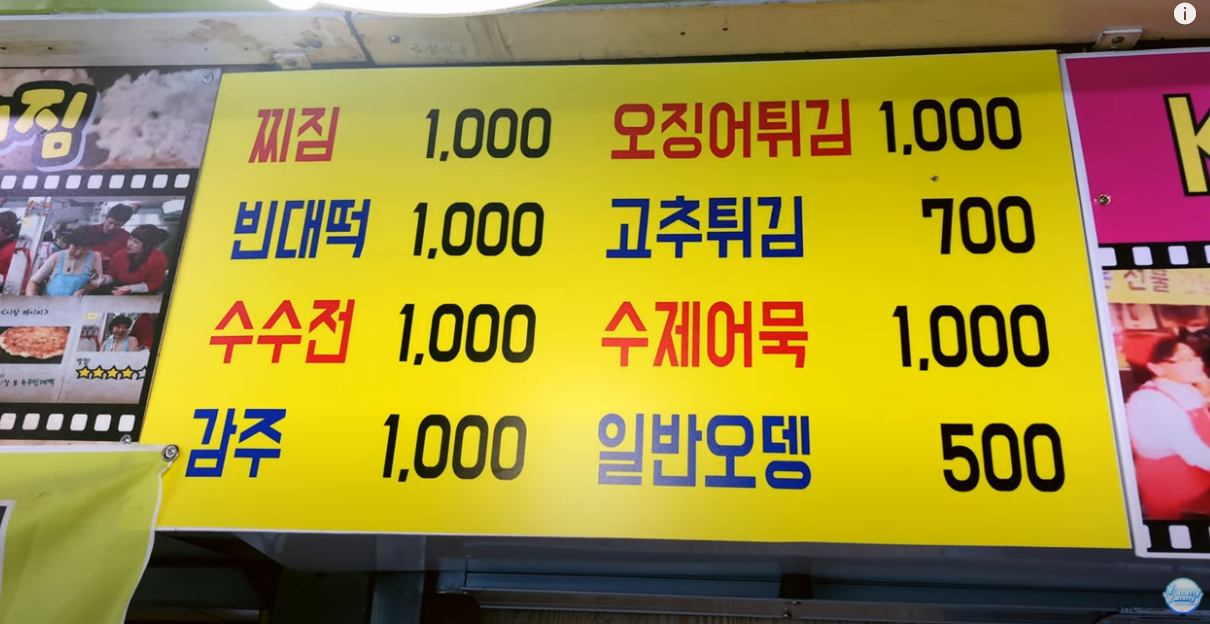 찌짐 1,000 오징어튀김 1,000
빈대떡 1,000 고추튀김 700
수수전 1,000 수제어묵 1,000
감주 1,000 일반오뎅 500
K